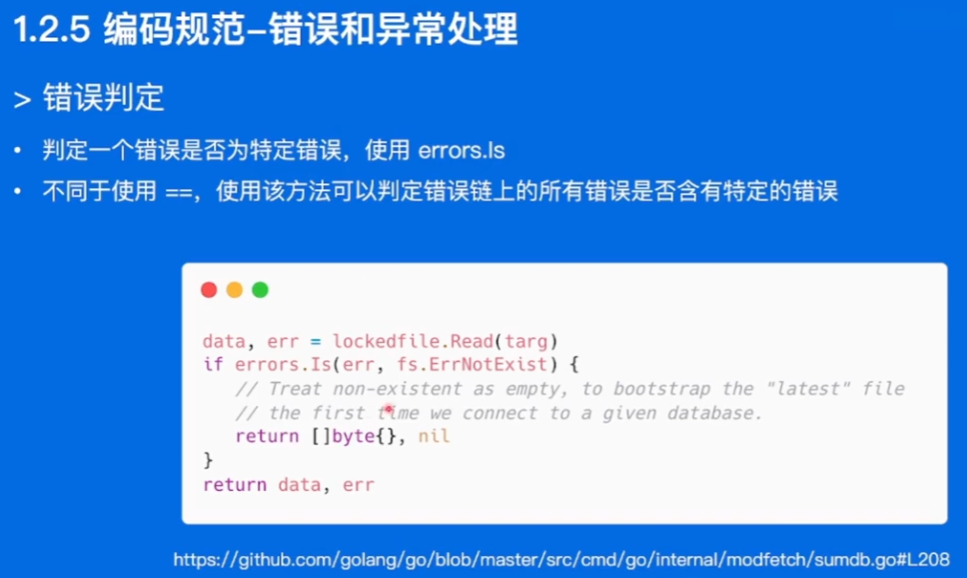 1.2.5 编码规范-错误和异常处理
> 错误判定
• 判定一个错误是否为特定错误，使用 errors.Is
• 不同于使用 ==，使用该方法可以判定错误链上的所有错误是否含有特定的错误
data, err = lockedfile.Read(targ)
if errors.Is(err, fs.ErrNotExist) {
// Treat non-existent as empty, to bootstrap the "latest" file
// the first time we connect to a given database.
return []byte{}, nil
}
return data, err
https://github.com/golang/go/blob/master/src/cmd/go/internal/modfetch/sumdb.go#L208